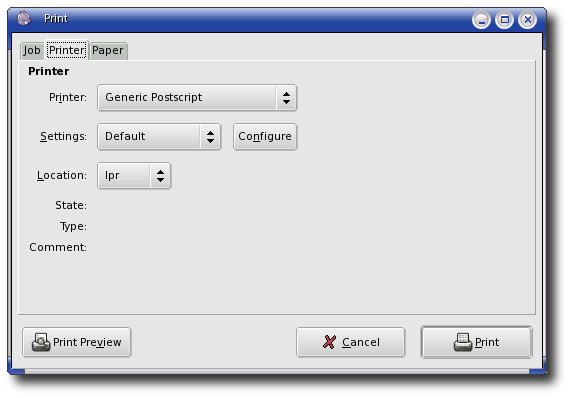 Print
Job Printer Paper
Printer
Printer: Generic Postscript
Settings: Default Configure
Location: lpr
State:
Type:
Comment:
Print Preview Cancel Print